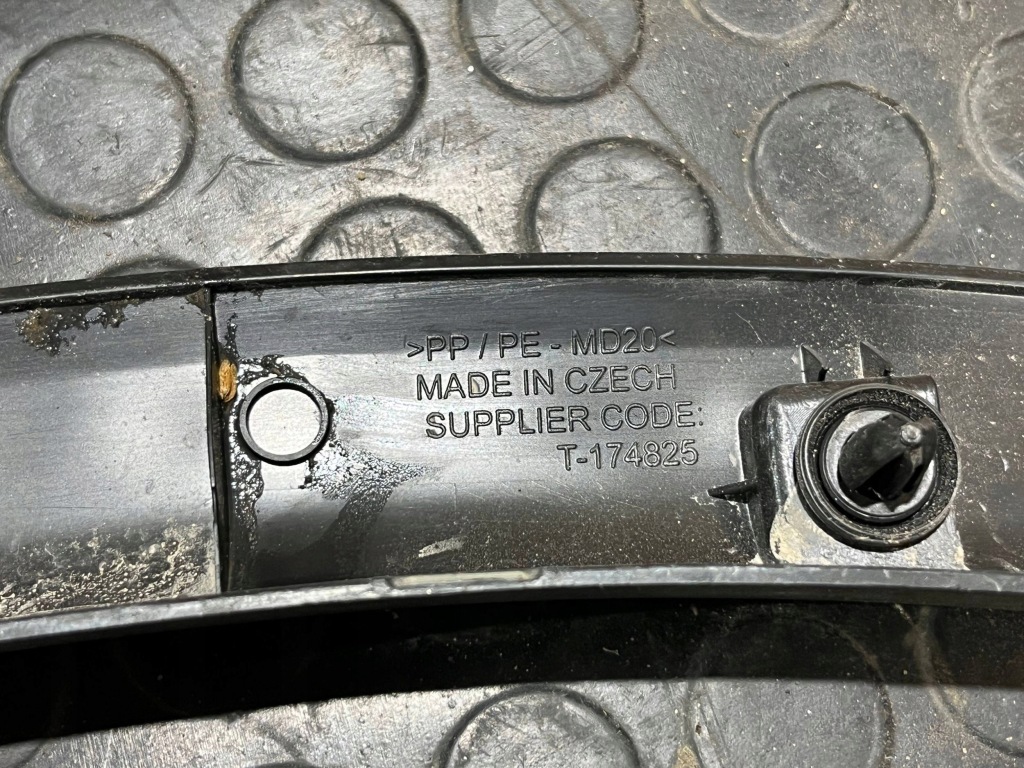 >PP / PE - MD20<
MADE IN CZECH
SUPPLIER CODE:
T-174825